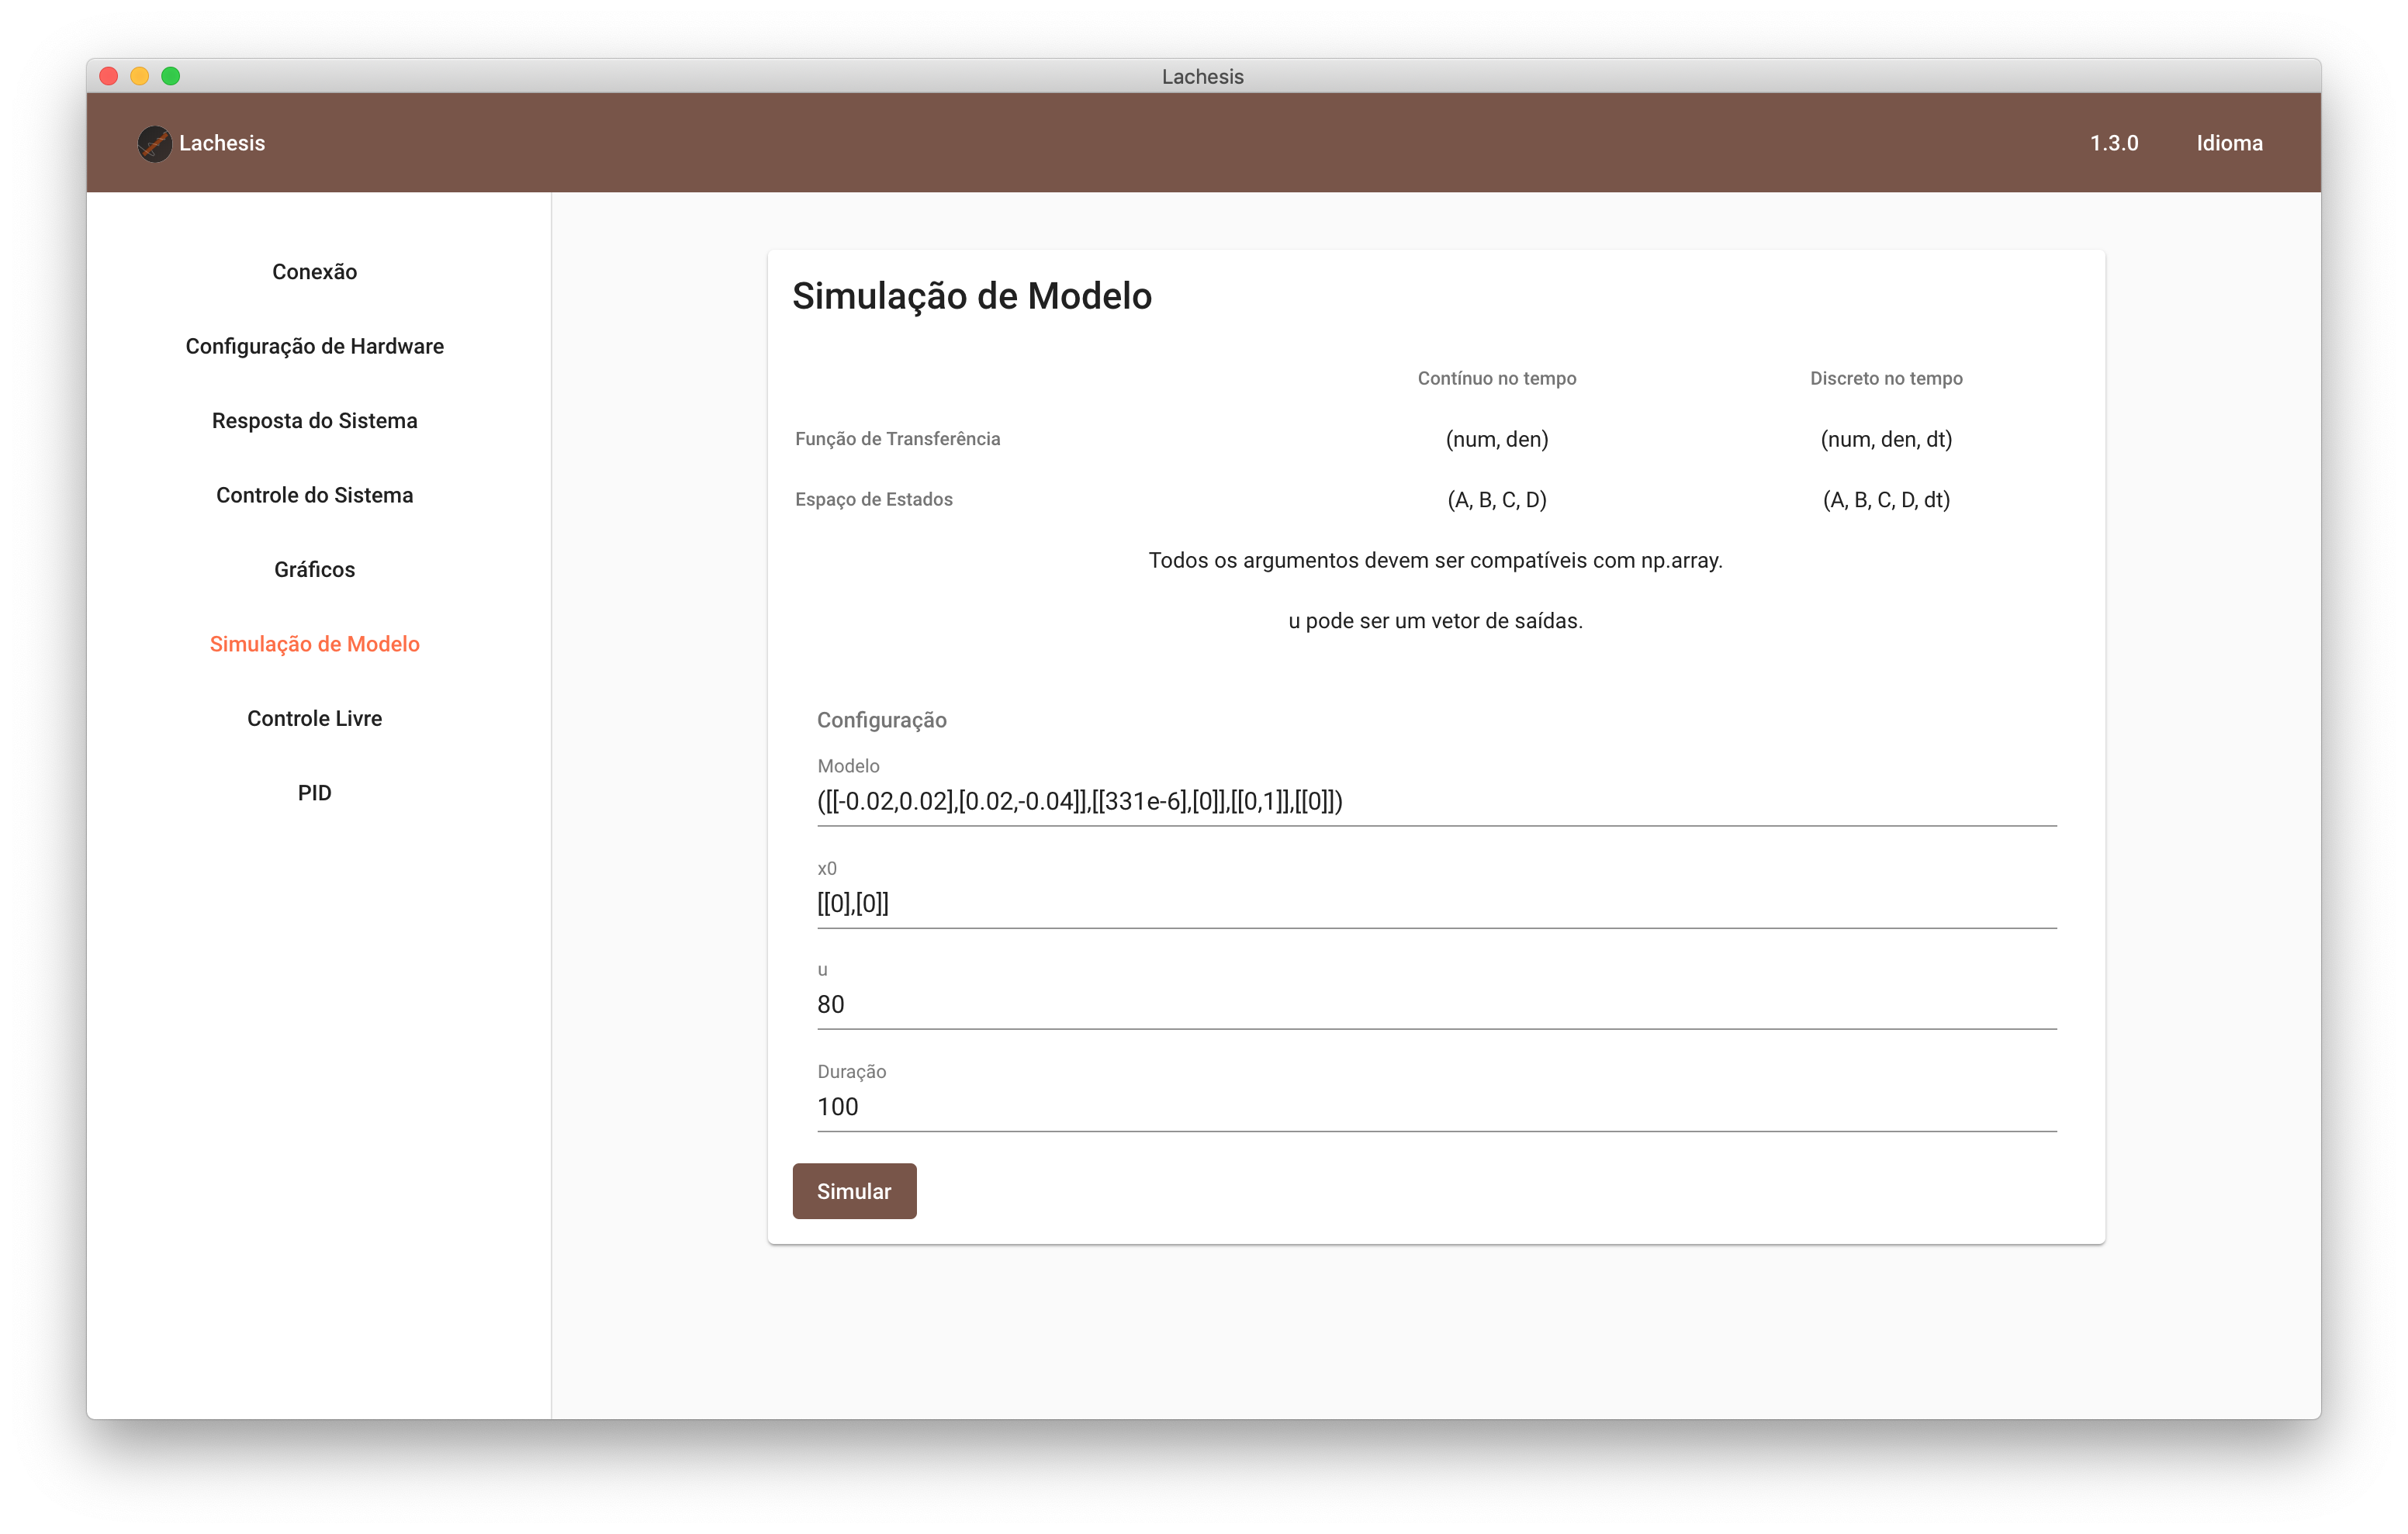 Lachesis
Lachesis
1.3.0
Idioma
Conexão
Configuração de Hardware
Resposta do Sistema
Controle do Sistema
Gráficos
Simulação de Modelo
Controle Livre
PID
Simulação de Modelo
Contínuo no tempo
Discreto no tempo
Função de Transferência
(num, den)
(num, den, dt)
Espaço de Estados
(A, B, C, D)
(A, B, C, D, dt)
Todos os argumentos devem ser compatíveis com np.array.
u pode ser um vetor de saídas.
Configuração
Modelo
([[-0.02,0.02],[0.02,-0.04]],[[331e-6],[0]],[[0,1]],[[0]])
x0
[[0],[0]]
u
80
Duração
100
Simular